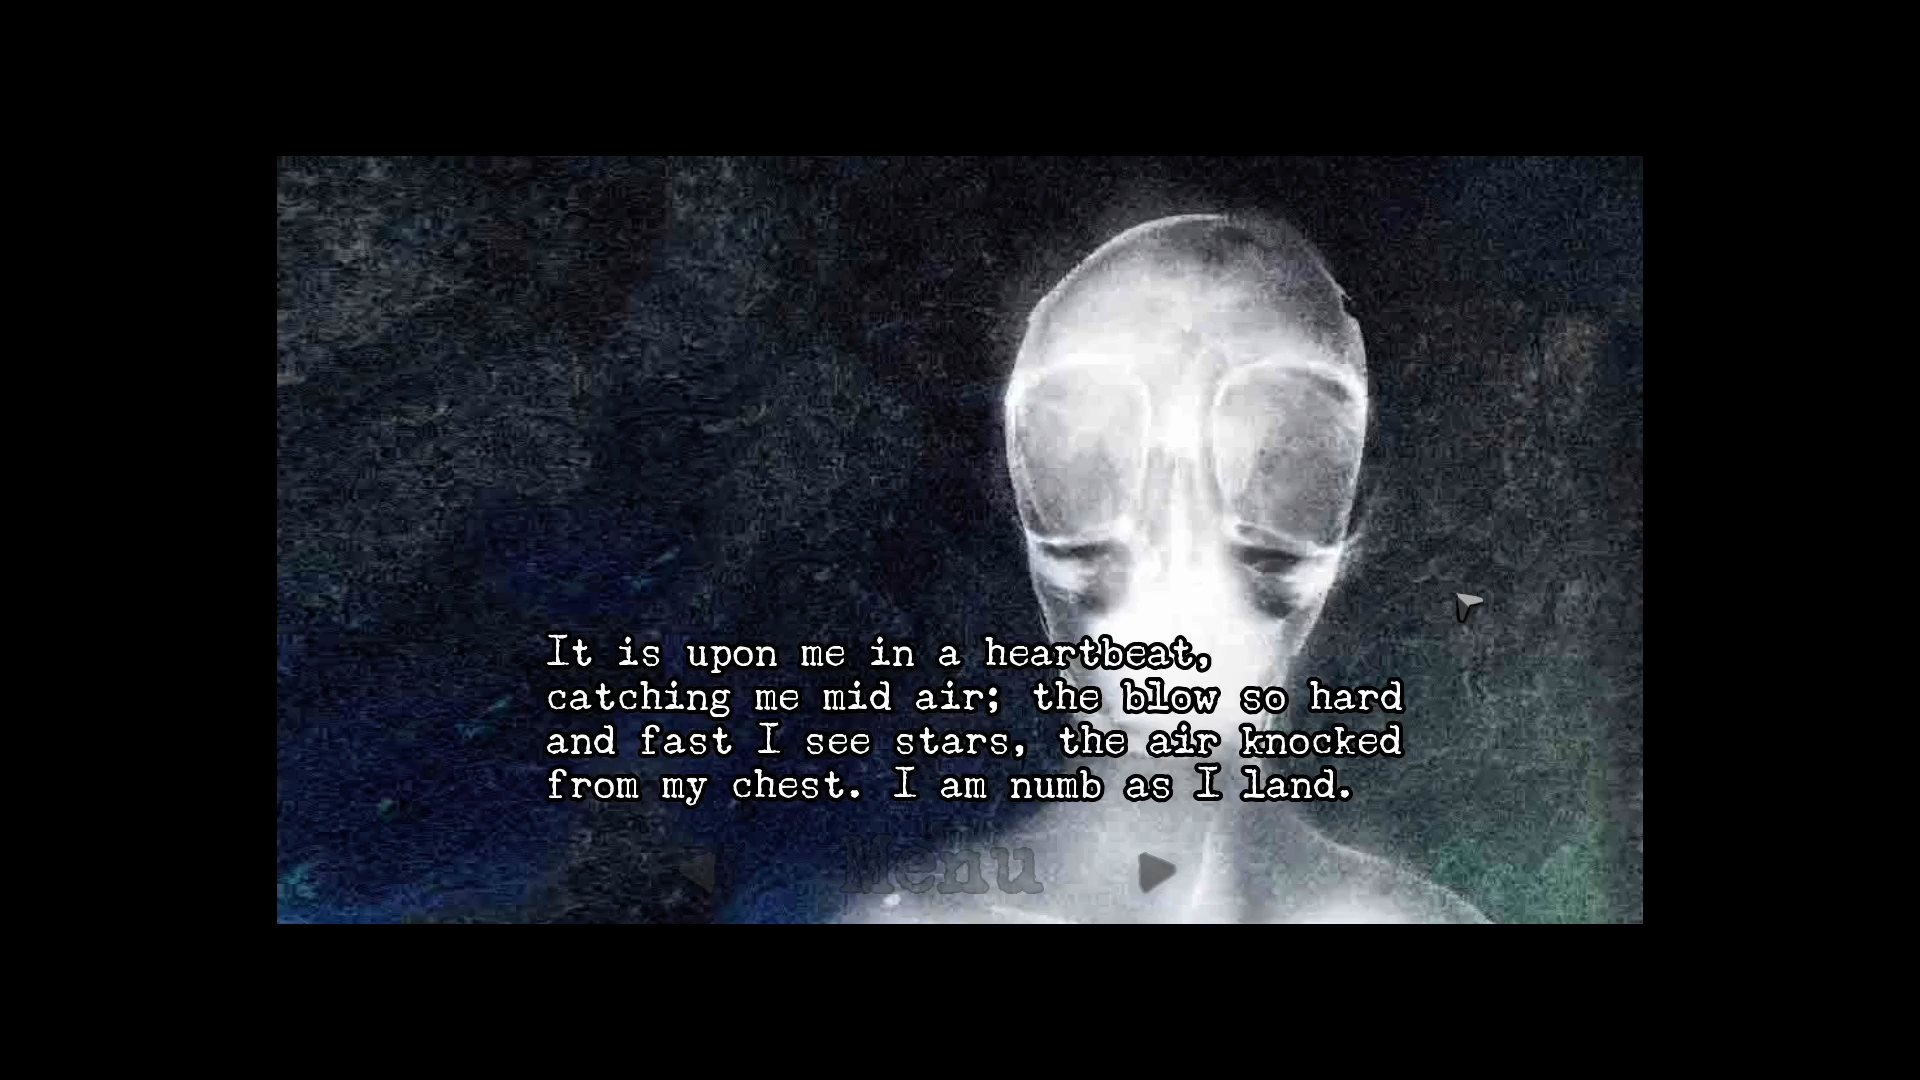 It is upon me in a heartbeat,
catching me mid air; the blow so hard
and fast I see stars, the air knocked
from my chest. I am numb as I land.
Menu